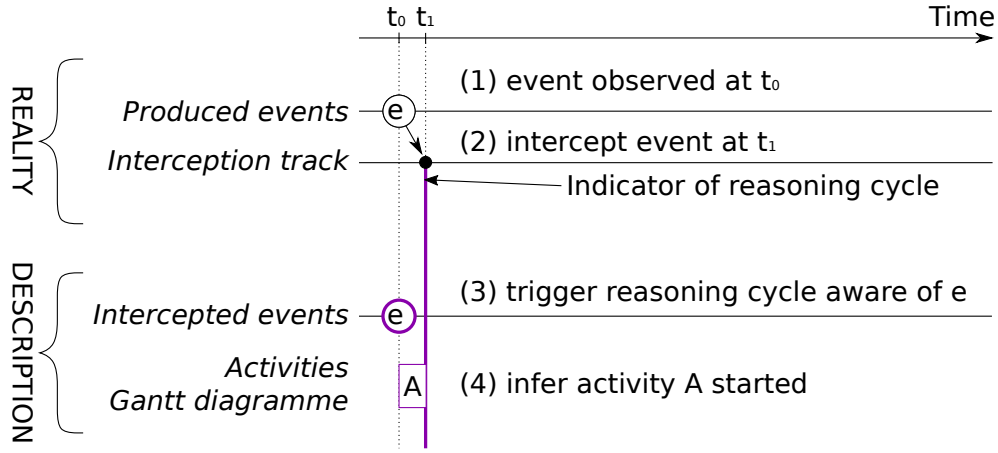 t₀ t₁ Time
REALITY
(1) event observed at t₀
Produced events e
(2) intercept event at t₁
Interception track
Indicator of reasoning cycle
DESCRIPTION
(3) trigger reasoning cycle aware of e
Intercepted events e
Activities
Gantt diagramme A (4) infer activity A started